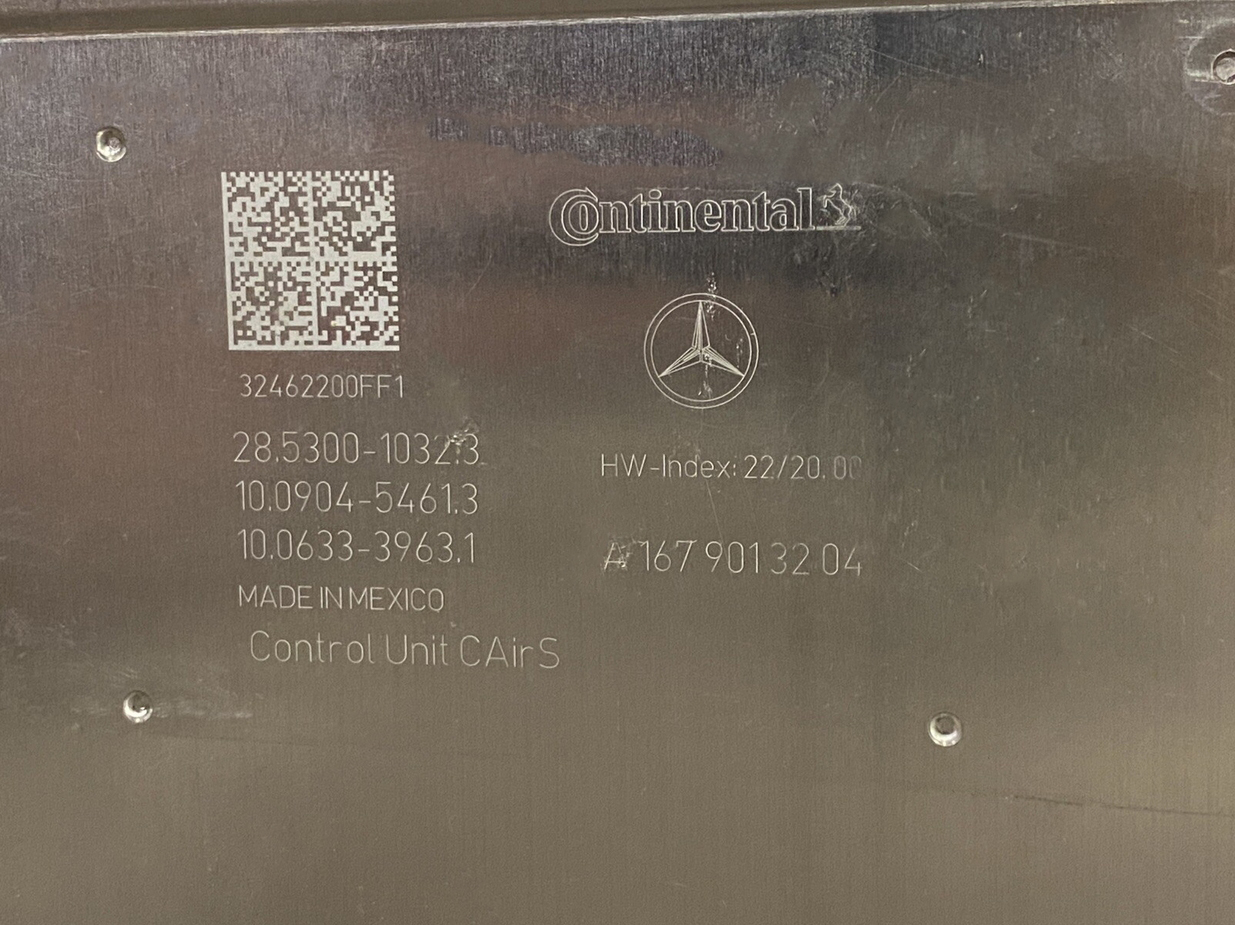 Continental
32462200FF1
28.5300-1032.3
10.0904-5461.3
10.0633-3963.1
MADE IN MEXICO
Control Unit CAirS
HW-Index: 22/20.00
A 167 901 32 04